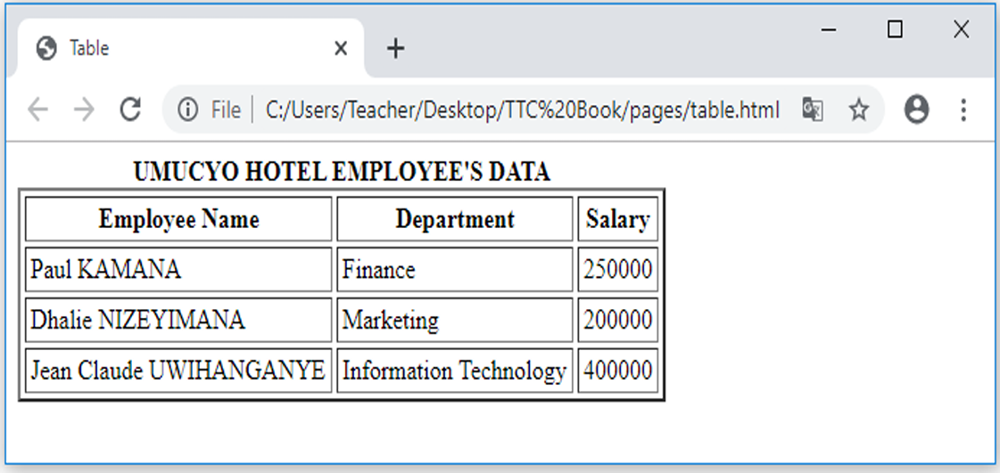 Table
File C:/Users/Teacher/Desktop/TTC%20Book/pages/table.html
UMUCYO HOTEL EMPLOYEE'S DATA
Employee Name Department Salary
Paul KAMANA Finance 250000
Dhalie NIZEYIMANA Marketing 200000
Jean Claude UWIHANGANYE Information Technology 400000